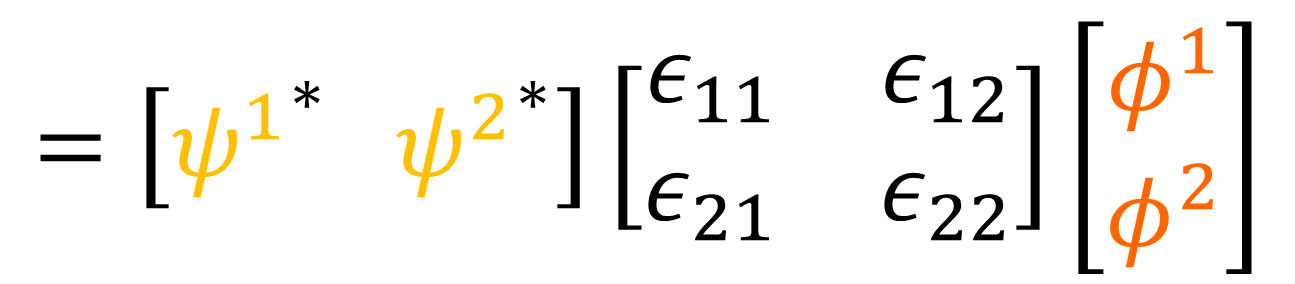 = [ψ¹* ψ²*] [ϵ₁₁ ϵ₁₂ ; ϵ₂₁ ϵ₂₂] [ϕ¹ ; ϕ²]